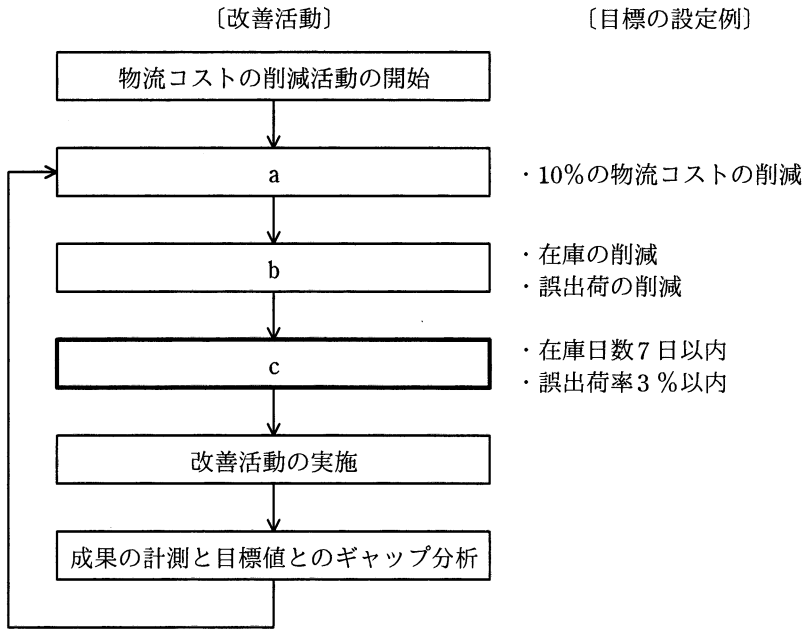 〔改善活動〕
〔目標の設定例〕
物流コストの削減活動の開始
a
・10％の物流コストの削減
b
・在庫の削減
・誤出荷の削減
c
・在庫日数7日以内
・誤出荷率3％以内
改善活動の実施
成果の計測と目標値とのギャップ分析